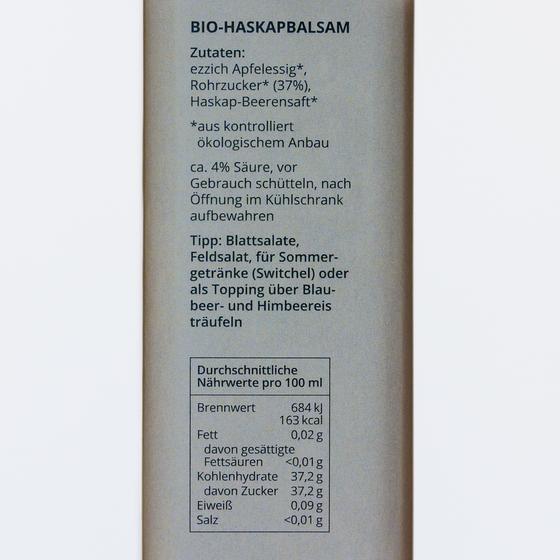 BIO-HASKAPBALSAM
Zutaten:
ezzich Apfelessig*,
Rohrzucker* (37%),
Haskap-Beerensaft*
*aus kontrolliert
ökologischem Anbau
ca. 4% Säure, vor
Gebrauch schütteln, nach
Öffnung im Kühlschrank
aufbewahren
Tipp: Blattsalate,
Feldsalat, für Sommer-
getränke (Switchel) oder
als Topping über Blau-
beer- und Himbeereis
träufeln
Durchschnittliche
Nährwerte pro 100 ml
Brennwert 684 kJ
163 kcal
Fett 0,02 g
davon gesättigte
Fettsäuren <0,01 g
Kohlenhydrate 37,2 g
davon Zucker 37,2 g
Eiweiß 0,09 g
Salz <0,01 g